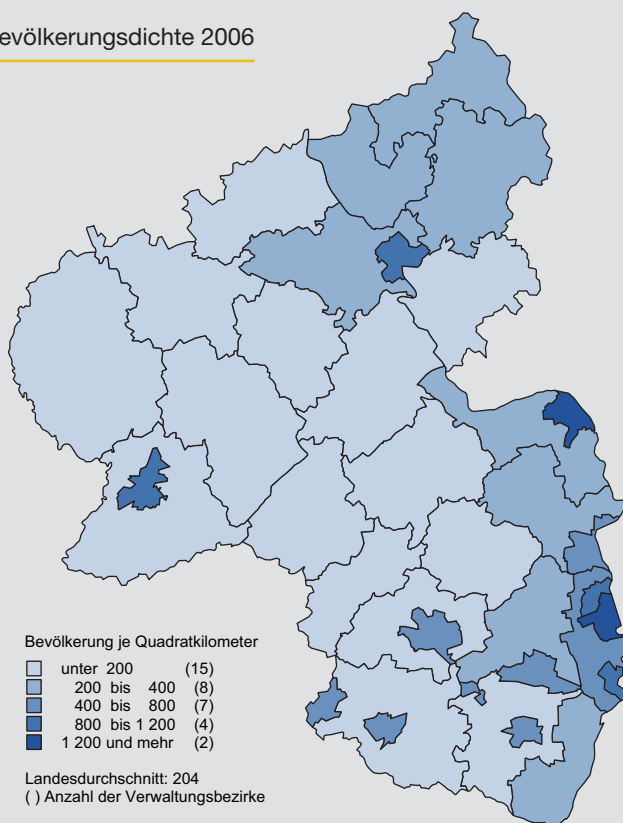 evölkerungsdichte 2006
Bevölkerung je Quadratkilometer
unter 200 (15)
200 bis 400 (8)
400 bis 800 (7)
800 bis 1 200 (4)
1 200 und mehr (2)
Landesdurchschnitt: 204
( ) Anzahl der Verwaltungsbezirke